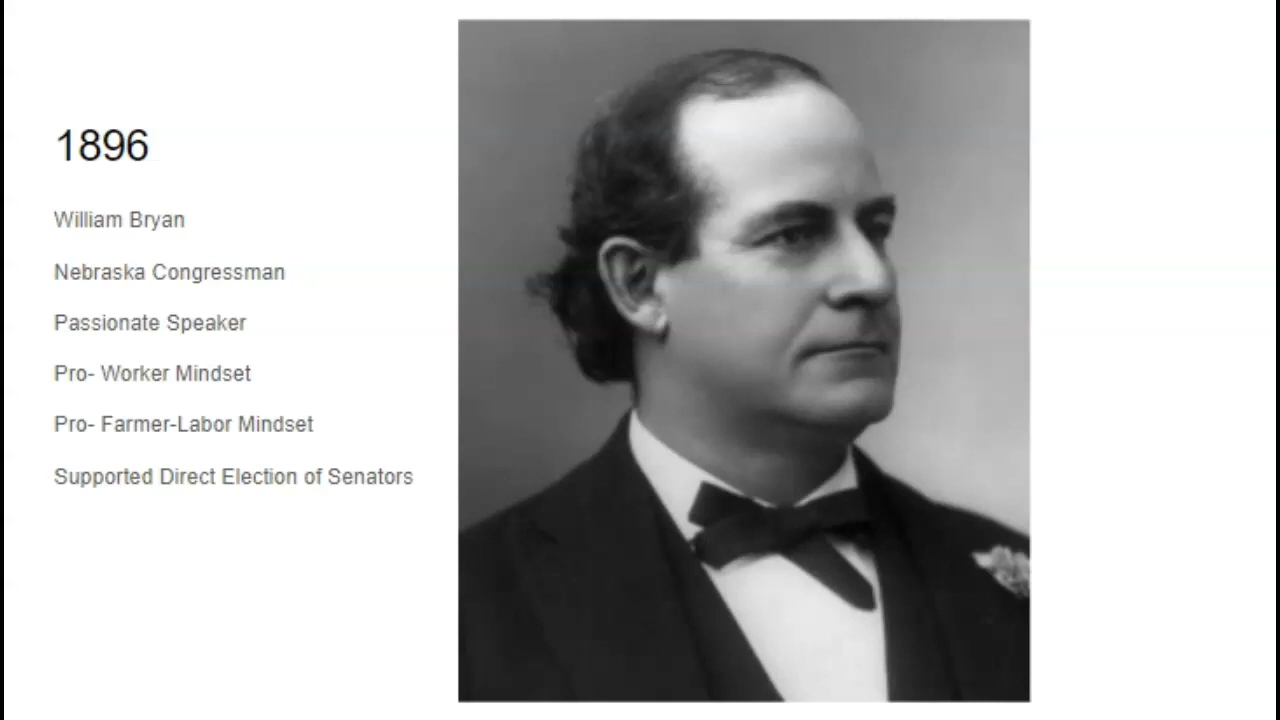 1896
William Bryan
Nebraska Congressman
Passionate Speaker
Pro- Worker Mindset
Pro- Farmer-Labor Mindset
Supported Direct Election of Senators